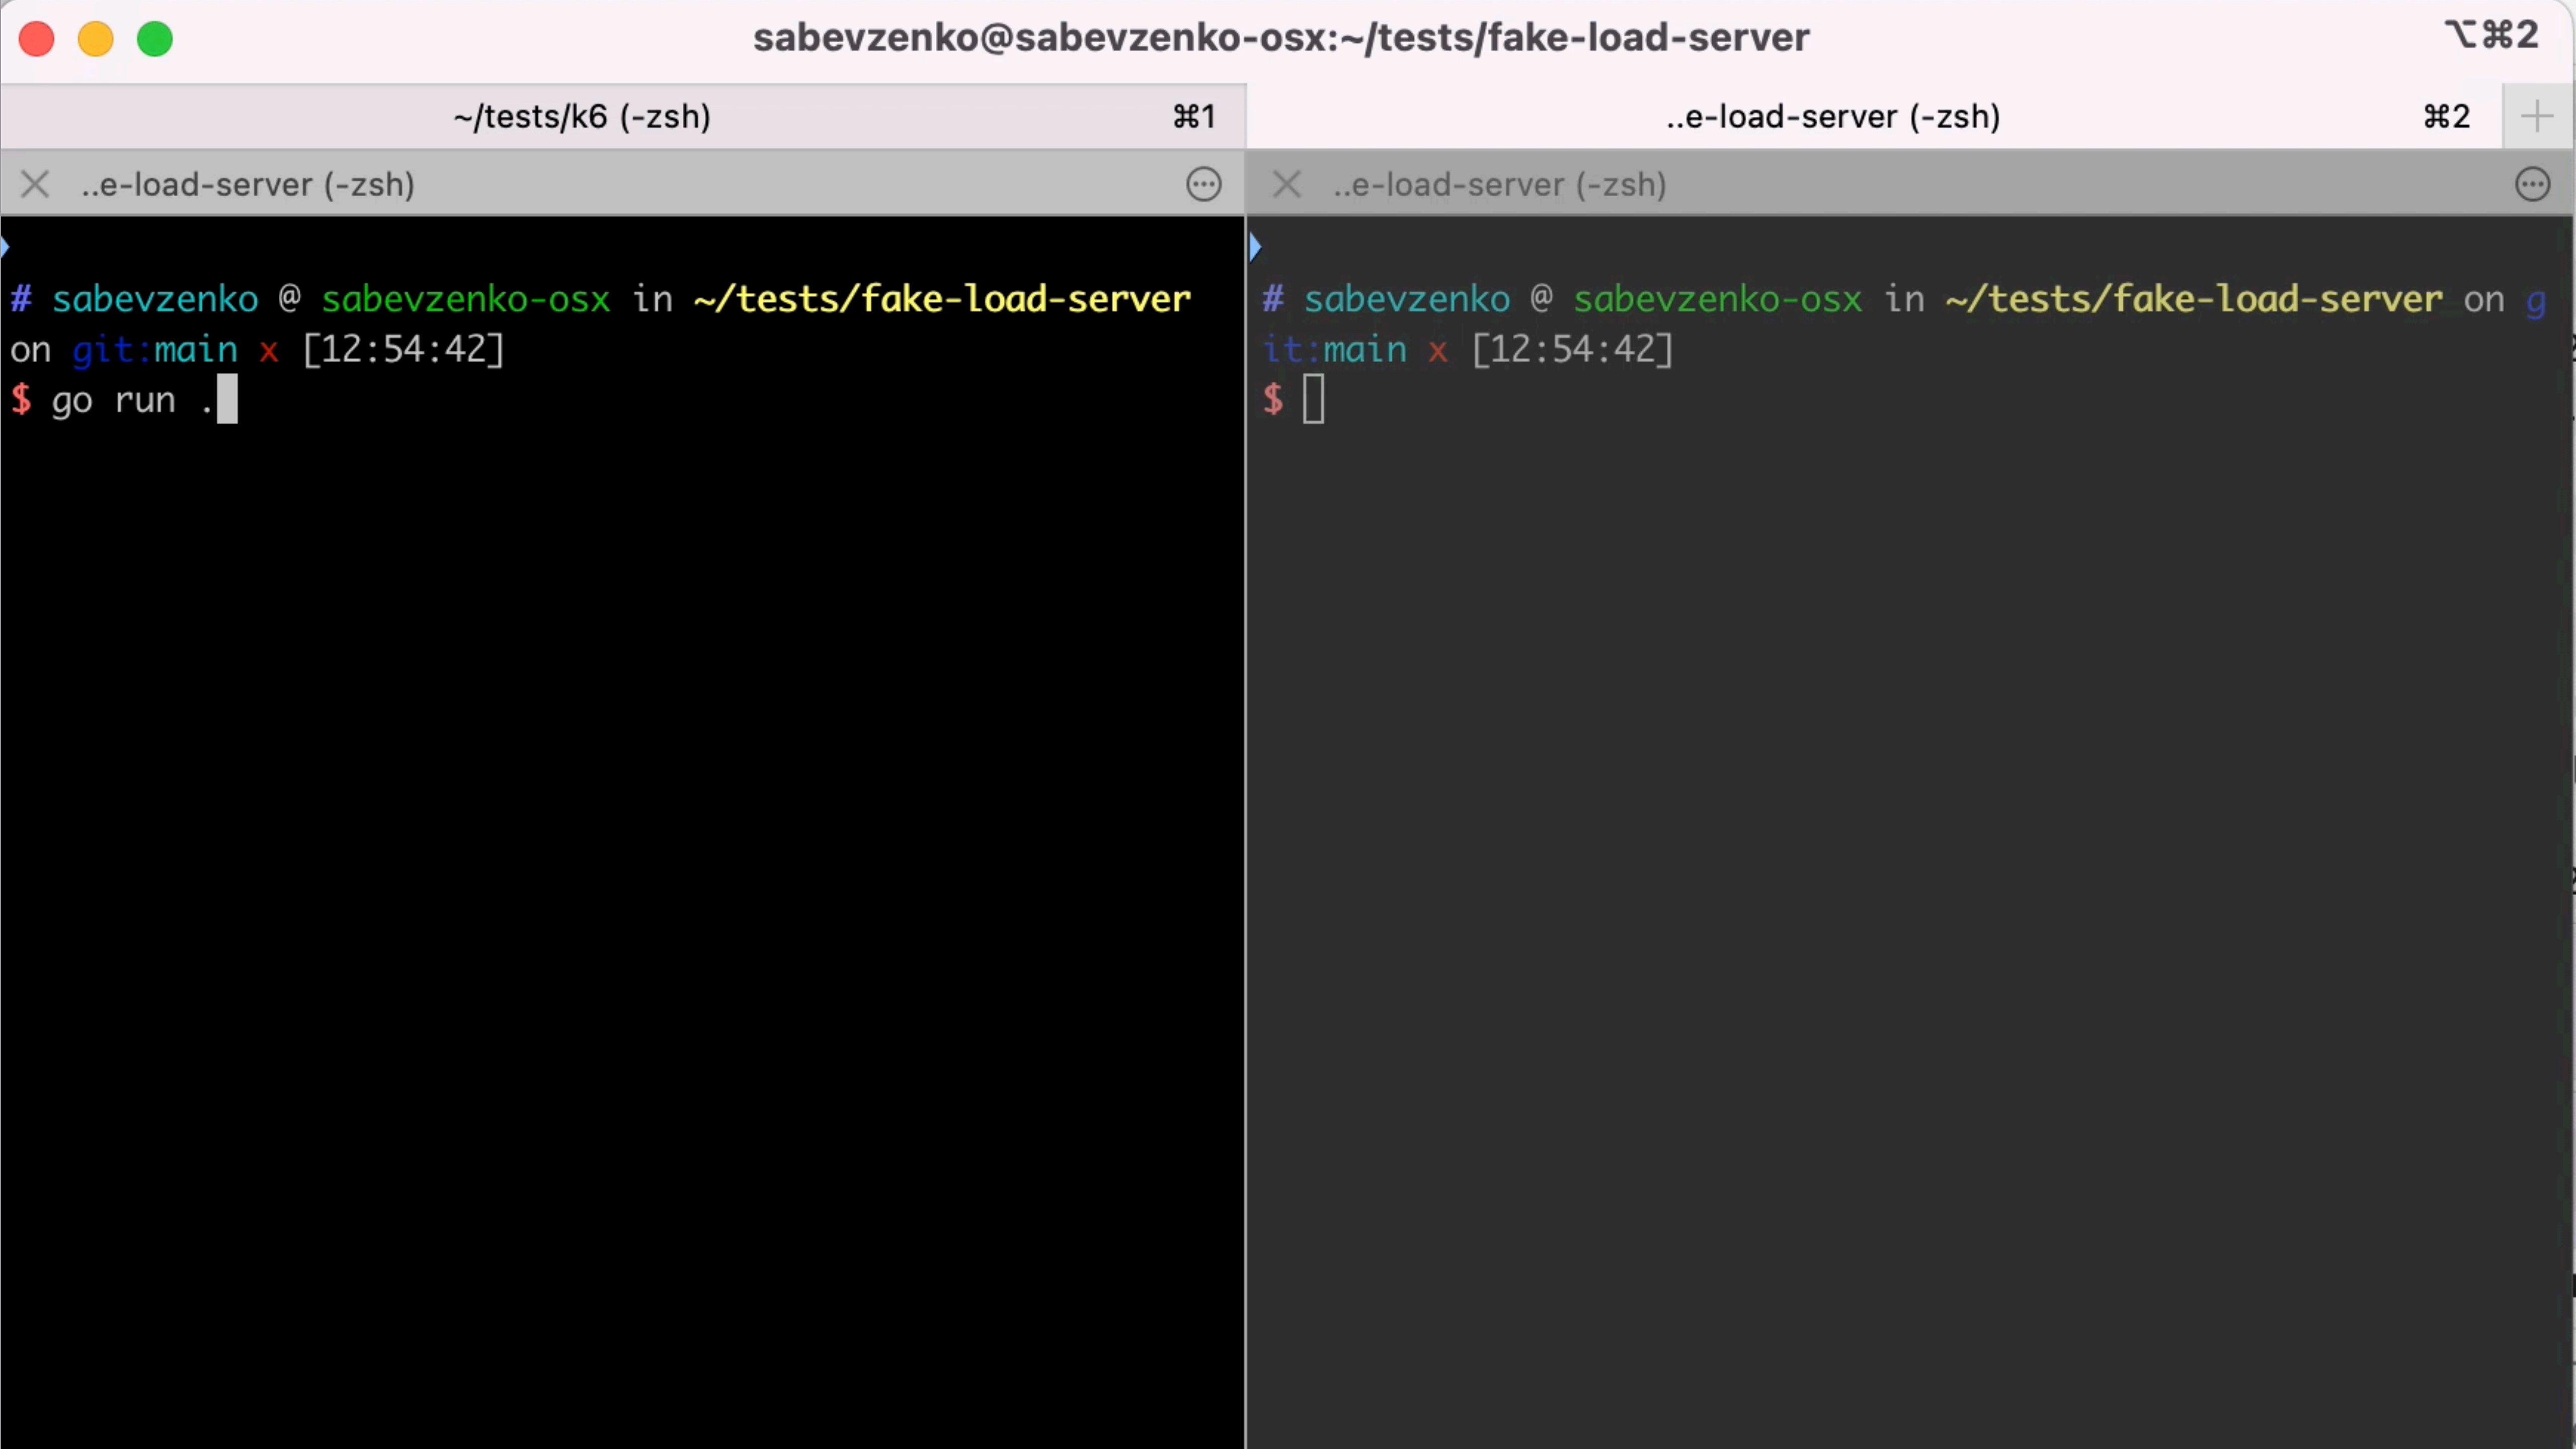 sabevzenko@sabevzenko-osx:~/tests/fake-load-server
⌥⌘2
~/tests/k6 (-zsh) ⌘1
..e-load-server (-zsh) ⌘2
..e-load-server (-zsh)
# sabevzenko @ sabevzenko-osx in ~/tests/fake-load-server
on git:main x [12:54:42]
$ go run .
..e-load-server (-zsh)
# sabevzenko @ sabevzenko-osx in ~/tests/fake-load-server on g
it:main x [12:54:42]
$